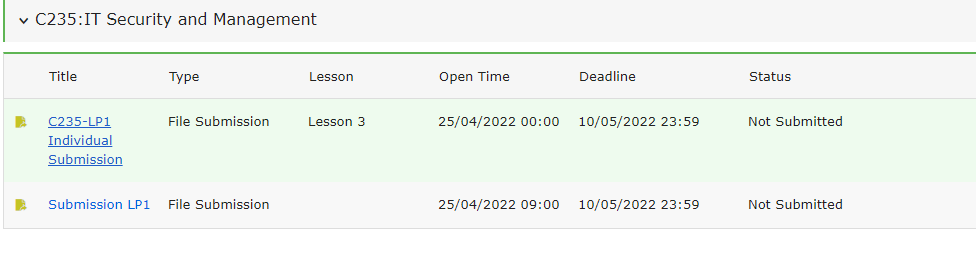 C235:IT Security and Management
Title Type Lesson Open Time Deadline Status
C235-LP1 File Submission Lesson 3 25/04/2022 00:00 10/05/2022 23:59 Not Submitted
Individual
Submission
Submission LP1 File Submission 25/04/2022 09:00 10/05/2022 23:59 Not Submitted